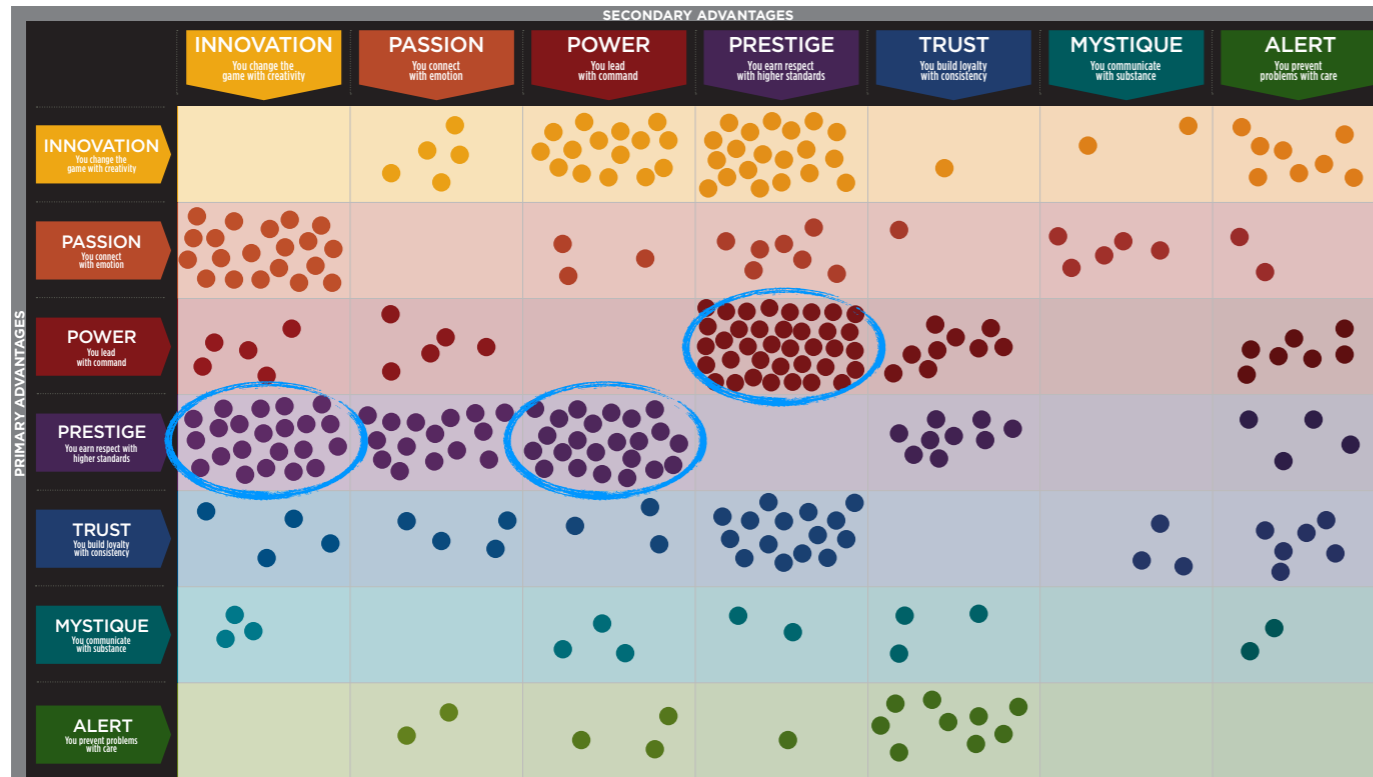 SECONDARY ADVANTAGES
INNOVATION
You change the
game with creativity
PASSION
You connect
with emotion
POWER
You lead
with command
PRESTIGE
You earn respect
with higher standards
TRUST
You build loyalty
with consistency
MYSTIQUE
You communicate
with substance
ALERT
You prevent
problems with care
PRIMARY ADVANTAGES
INNOVATION
You change the
game with creativity
PASSION
You connect
with emotion
POWER
You lead
with command
PRESTIGE
You earn respect with
higher standards
TRUST
You build loyalty
with consistency
MYSTIQUE
You communicate
with substance
ALERT
You prevent problems
with care